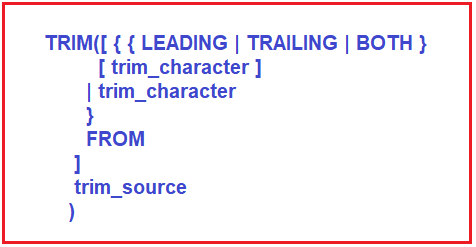 TRIM([ { { LEADING | TRAILING | BOTH }
[ trim_character ]
| trim_character
}
FROM
]
trim_source
)